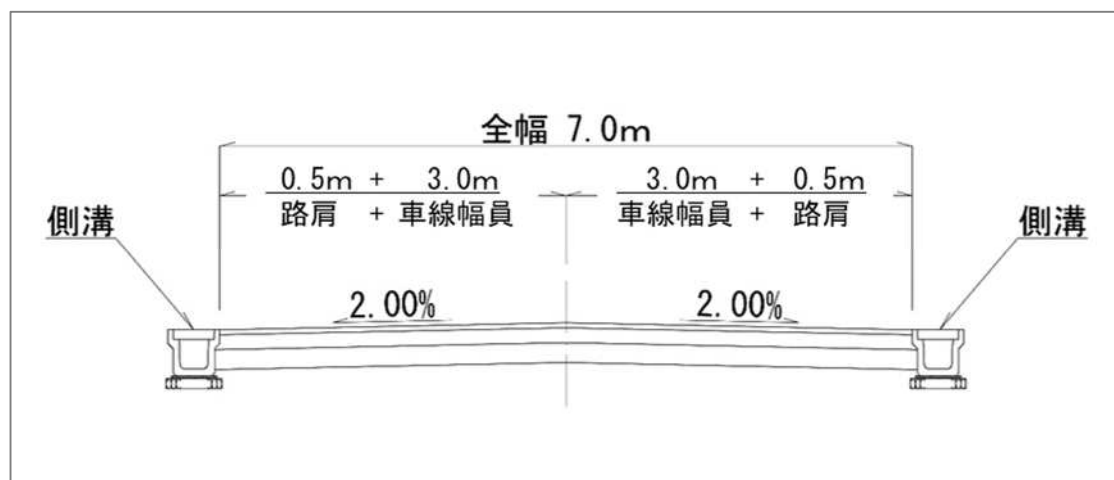 全幅 7.0m
0.5m + 3.0m
路肩 + 車線幅員
3.0m + 0.5m
車線幅員 + 路肩
側溝
側溝
2.00%
2.00%